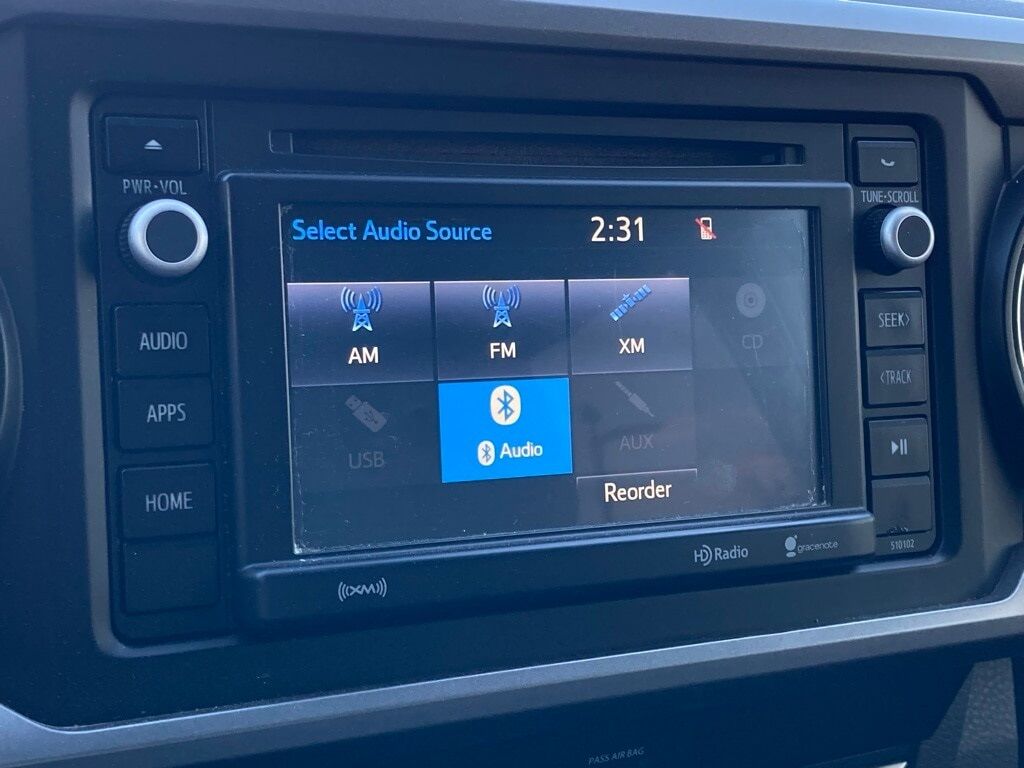 PWR•VOL
TUNE•SCROLL
Select Audio Source 2:31
AM FM XM CD
USB Audio AUX
Reorder
AUDIO
APPS
HOME
SEEK>
<TRACK
510102
HD Radio gracenote
((XM))
PASS AIR BAG